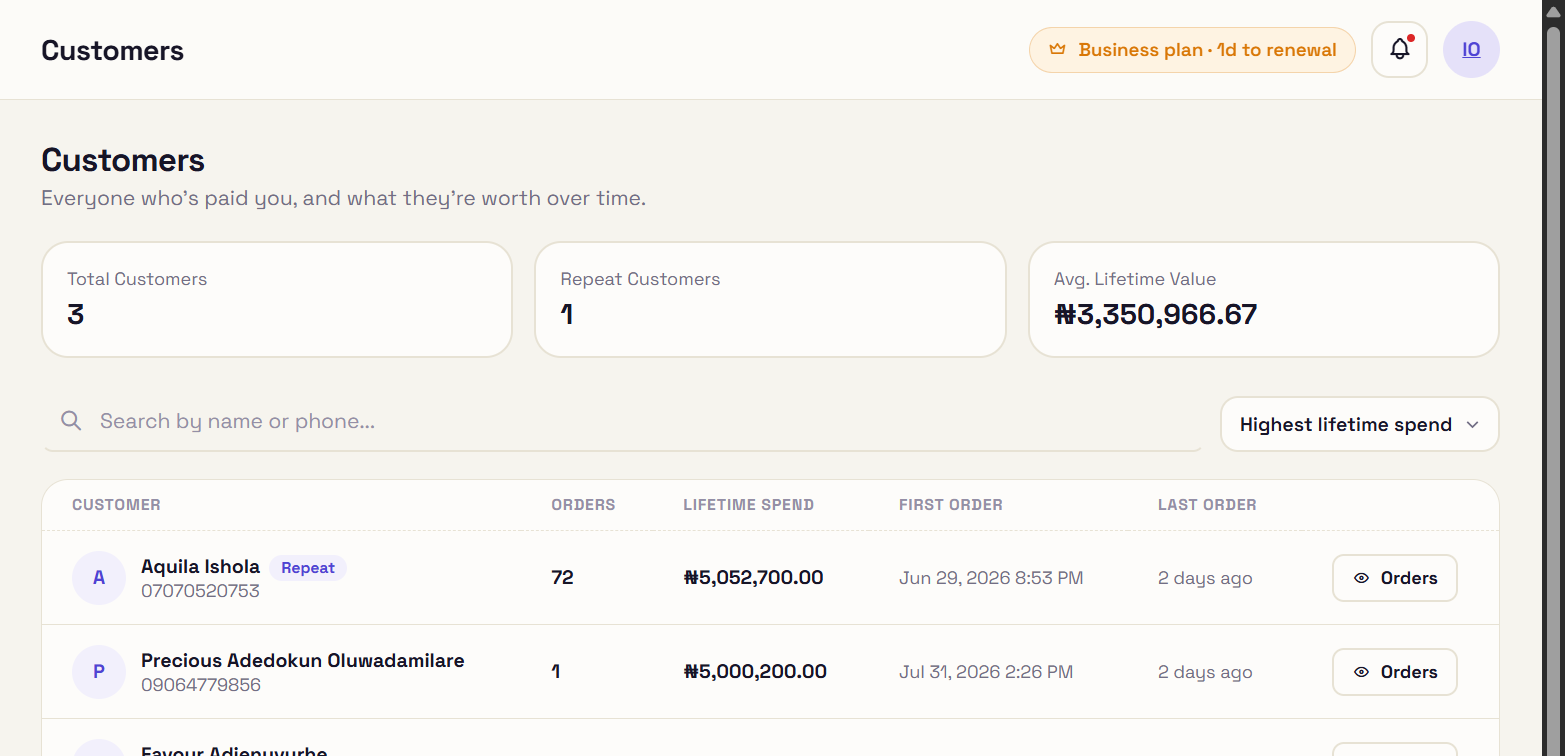 Customers
Business plan · 1d to renewal
IO
Customers
Everyone who's paid you, and what they're worth over time.
Total Customers
3
Repeat Customers
1
Avg. Lifetime Value
₦3,350,966.67
Search by name or phone...
Highest lifetime spend
CUSTOMER ORDERS LIFETIME SPEND FIRST ORDER LAST ORDER
A Aquila Ishola Repeat 72 ₦5,052,700.00 Jun 29, 2026 8:53 PM 2 days ago Orders
07070520753
P Precious Adedokun Oluwadamilare 1 ₦5,000,200.00 Jul 31, 2026 2:26 PM 2 days ago Orders
09064779856
Favour